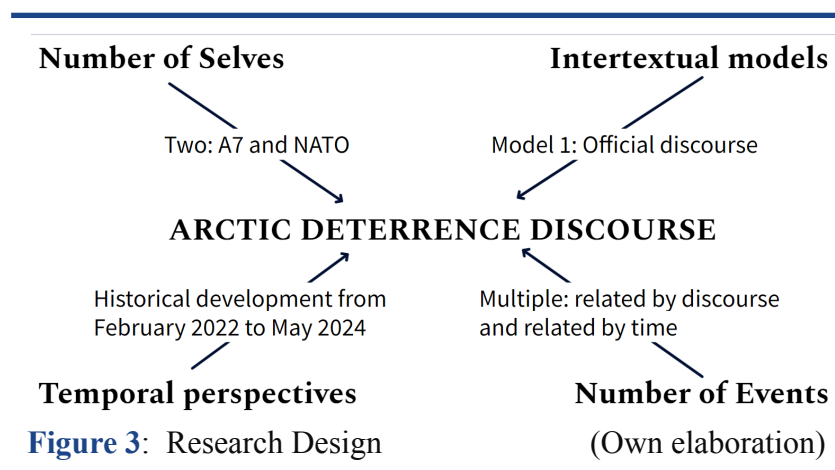 Number of Selves
Intertextual models
Two: A7 and NATO
Model 1: Official discourse
ARCTIC DETERRENCE DISCOURSE
Historical development from
February 2022 to May 2024
Multiple: related by discourse
and related by time
Temporal perspectives
Number of Events
Figure 3: Research Design
(Own elaboration)